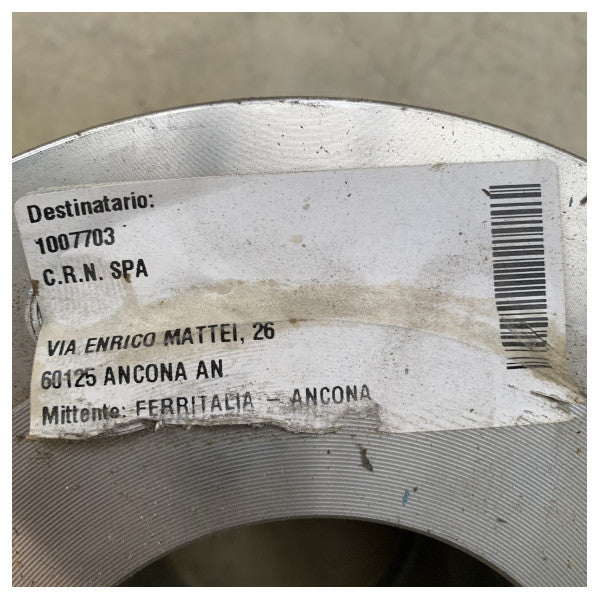 Destinatario:
1007703
C.R.N. SPA
VIA ENRICO MATTEI, 26
60125 ANCONA AN
Mittente: FERRITALIA - ANCONA